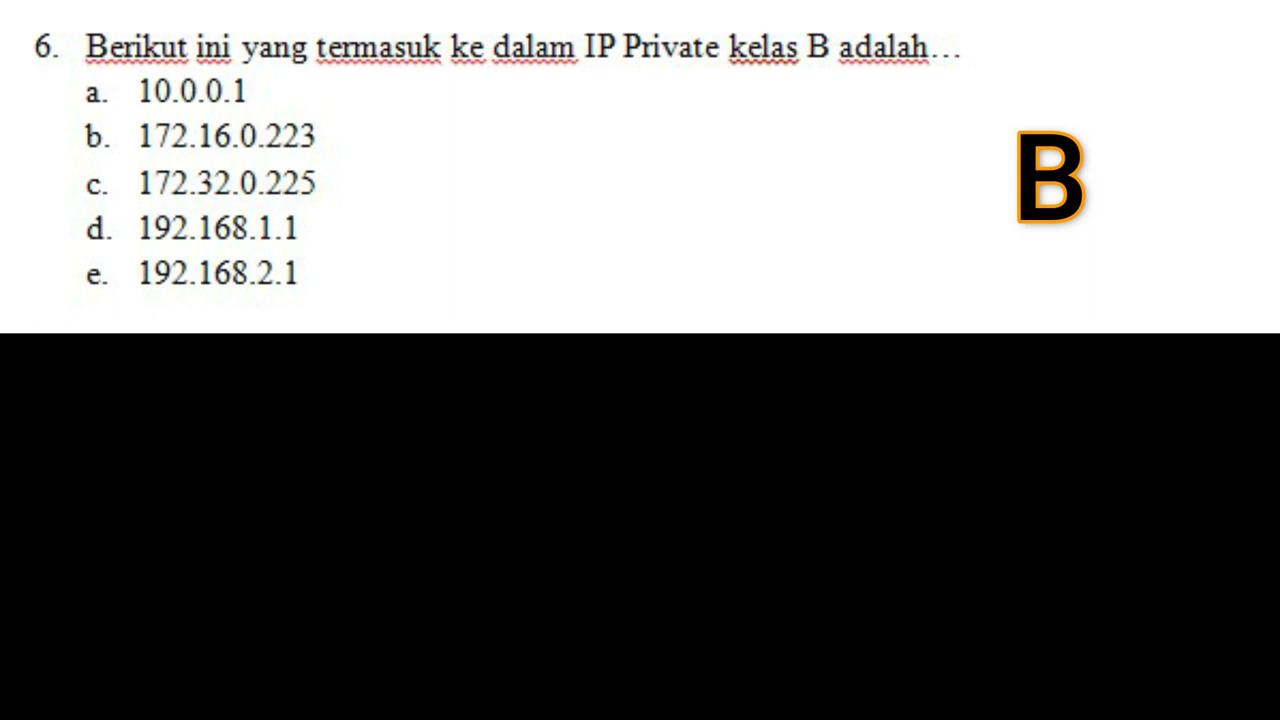 6. Berikut ini yang termasuk ke dalam IP Private kelas B adalah...
a. 10.0.0.1
b. 172.16.0.223
c. 172.32.0.225
d. 192.168.1.1
e. 192.168.2.1
B